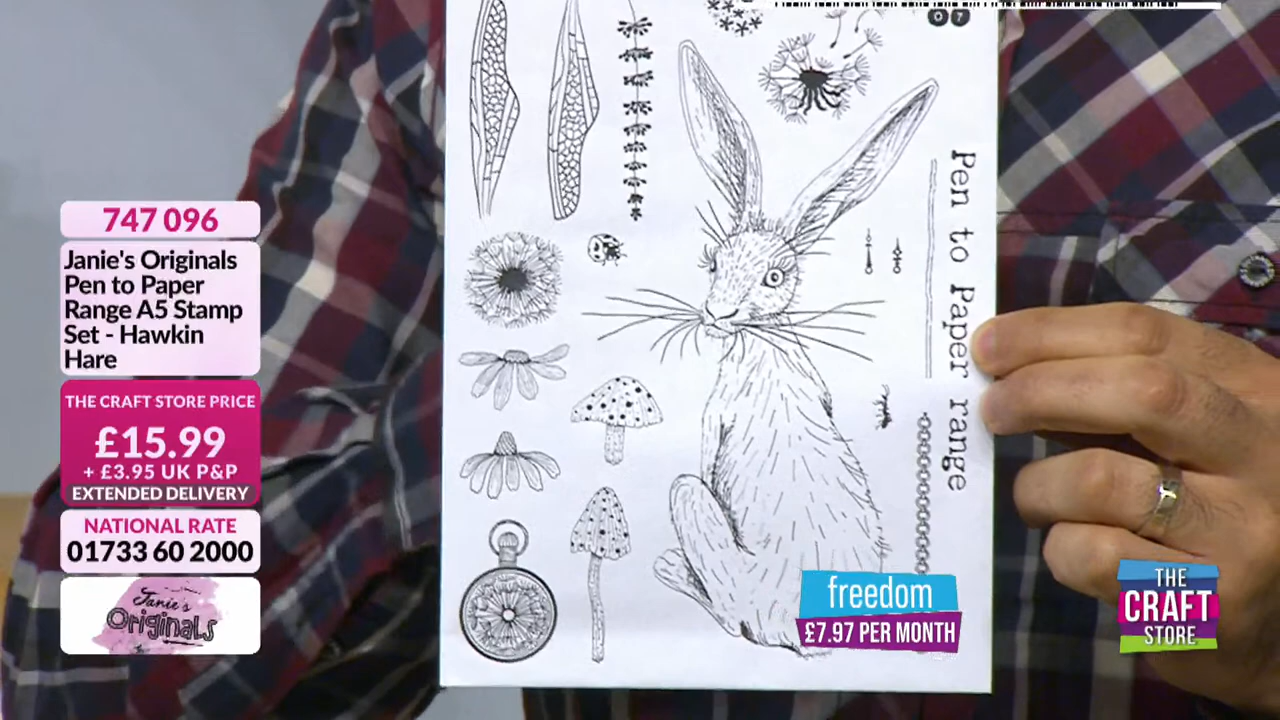 747 096
Janie's Originals
Pen to Paper
Range A5 Stamp
Set - Hawkin
Hare
THE CRAFT STORE PRICE
£15.99
+ £3.95 UK P&P
EXTENDED DELIVERY
NATIONAL RATE
01733 60 2000
Janie's
Originals
07
Pen to Paper range
freedom
£7.97 PER MONTH
THE
CRAFT
STORE